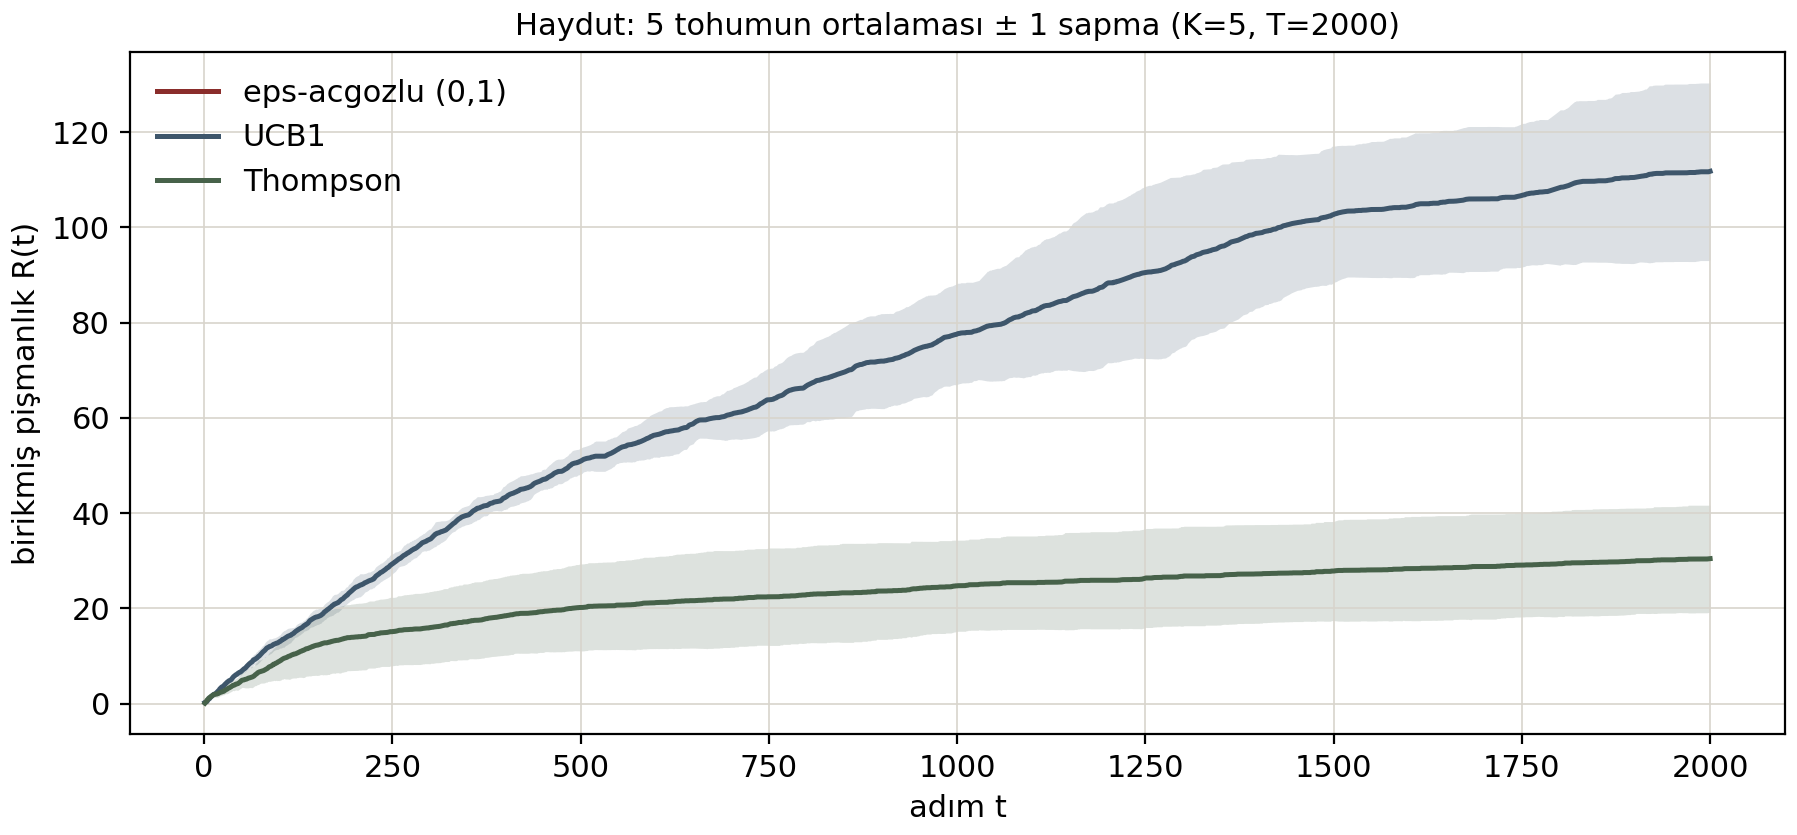 Haydut: 5 tohumun ortalaması ± 1 sapma (K=5, T=2000)
eps-acgozlu (0,1)
UCB1
Thompson
birikmiş pişmanlık R(t)
120
100
80
60
40
20
0
0 250 500 750 1000 1250 1500 1750 2000
adım t